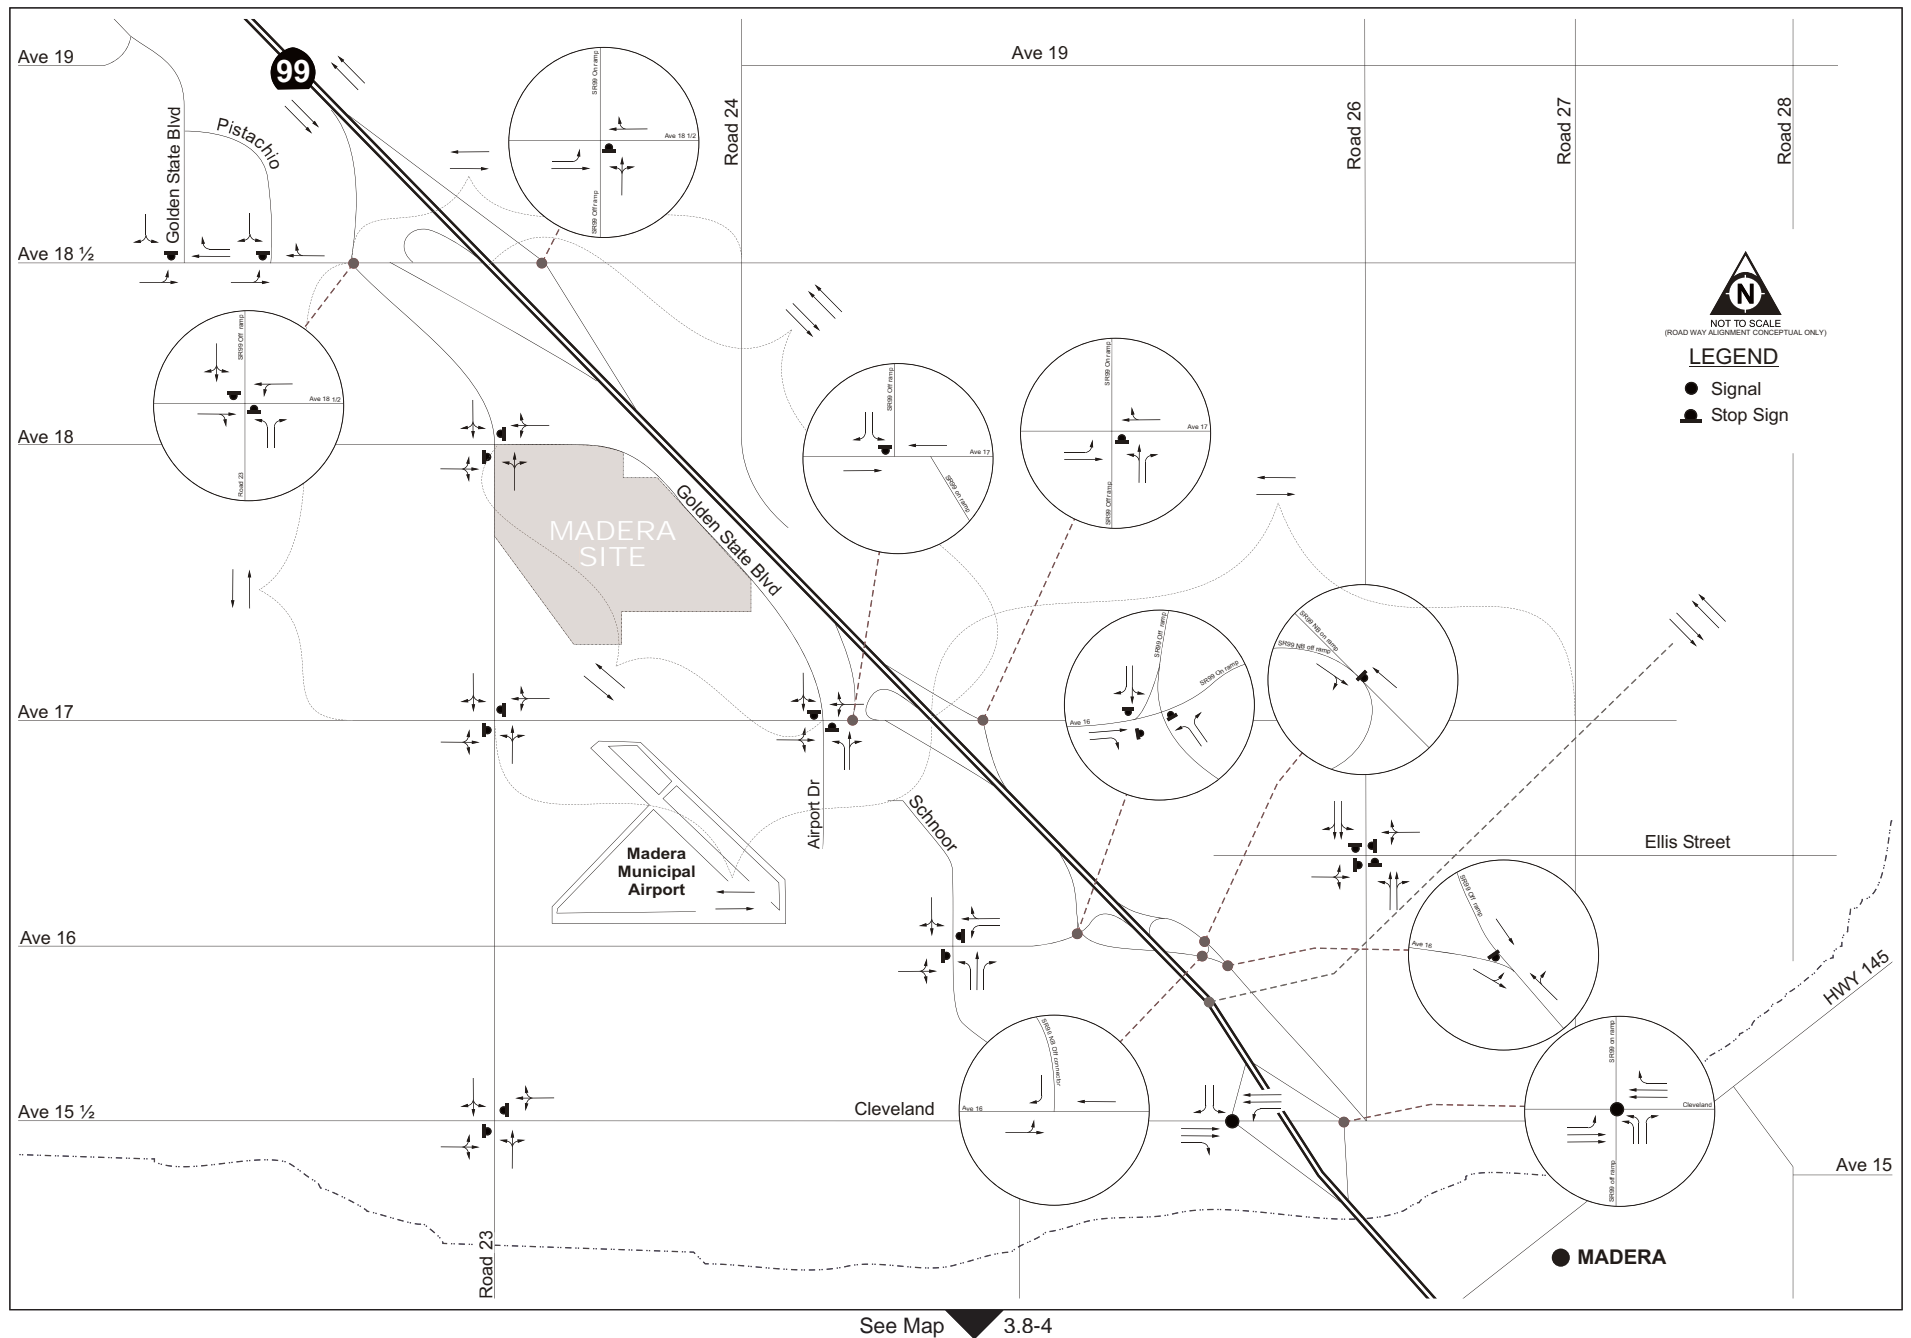 Ave 19
99
Golden State Blvd
Pistachio
SR99 On ramp
Ave 18 1/2
SR99 Off ramp
Road 24
Ave 19
Road 26
Road 27
Road 28
Ave 18 ½
N
NOT TO SCALE
(ROAD WAY ALIGNMENT CONCEPTUAL ONLY)
LEGEND
Signal
Stop Sign
SR99 Off ramp
Ave 18 1/2
Road 23
Ave 18
SR99 Off ramp
Ave 17
SR99 on ramp
SR99 On ramp
Ave 17
SR99 Off ramp
MADERA
SITE
Golden State Blvd
SR99 Off ramp
SR99 On ramp
Ave 16
SR99 NB on ramp
SR99 NB off ramp
Ave 17
Airport Dr
Schnoor
Madera
Municipal
Airport
Ellis Street
SR99 Off ramp
Ave 16
HWY 145
Ave 16
SR99 NB Off connector
Ave 16
SR99 on ramp
Cleveland
SR99 off ramp
Ave 15 ½
Cleveland
Ave 15
Road 23
MADERA
See Map
3.8-4